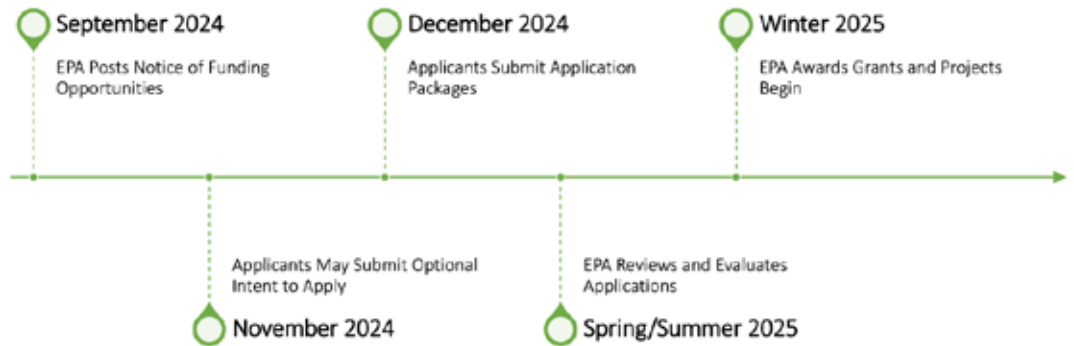 September 2024
EPA Posts Notice of Funding
Opportunities
December 2024
Applicants Submit Application
Packages
Winter 2025
EPA Awards Grants and Projects
Begin
Applicants May Submit Optional
Intent to Apply
November 2024
EPA Reviews and Evaluates
Applications
Spring/Summer 2025